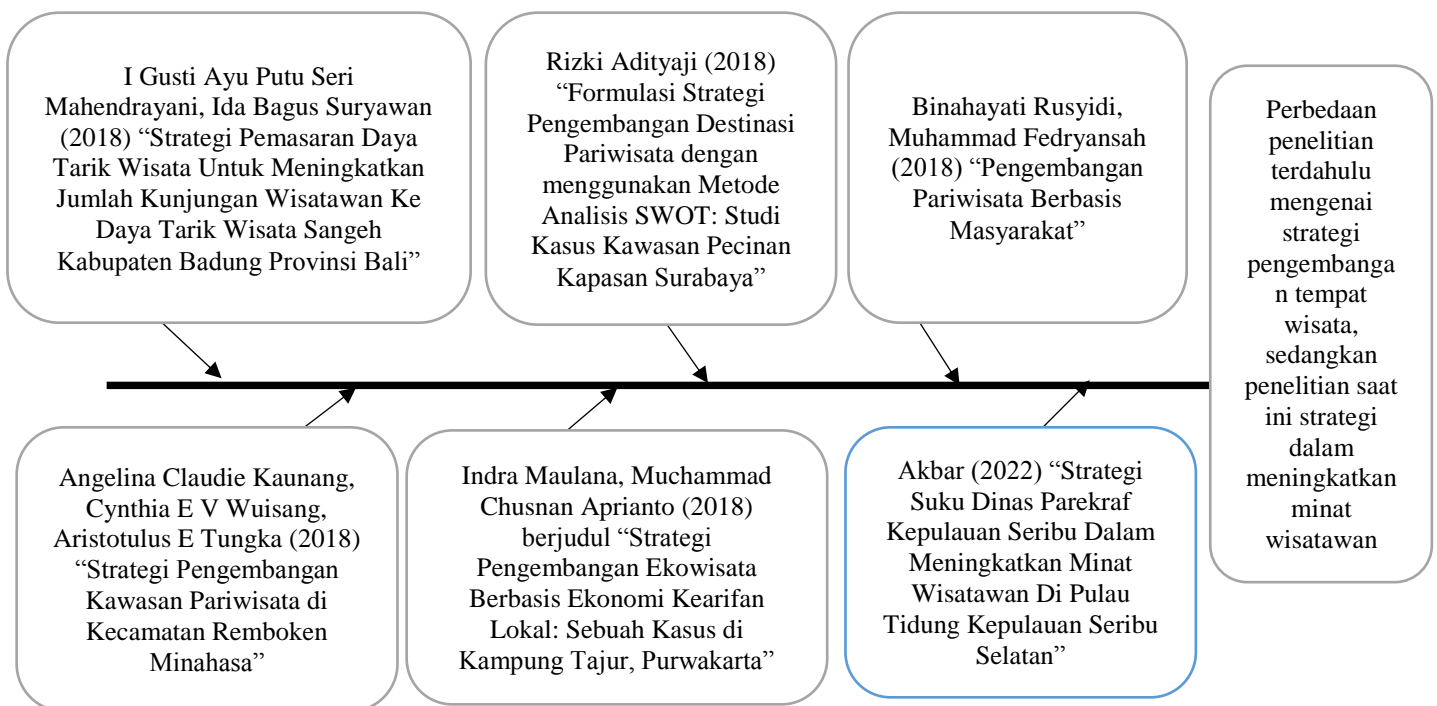 I Gusti Ayu Putu Seri
Mahendrayani, Ida Bagus Suryawan
(2018) “Strategi Pemasaran Daya
Tarik Wisata Untuk Meningkatkan
Jumlah Kunjungan Wisatawan Ke
Daya Tarik Wisata Sangeh
Kabupaten Badung Provinsi Bali”
Rizki Adityaji (2018)
“Formulasi Strategi
Pengembangan Destinasi
Pariwisata dengan
menggunakan Metode
Analisis SWOT: Studi
Kasus Kawasan Pecinan
Kapasan Surabaya”
Binahayati Rusyidi,
Muhammad Fedryansah
(2018) “Pengembangan
Pariwisata Berbasis
Masyarakat”
Perbedaan
penelitian
terdahulu
mengenai
strategi
pengembanga
n tempat
wisata,
sedangkan
penelitian saat
ini strategi
dalam
meningkatkan
minat
wisatawan
Angelina Claudie Kaunang,
Cynthia E V Wuisang,
Aristotulus E Tungka (2018)
“Strategi Pengembangan
Kawasan Pariwisata di
Kecamatan Remboken
Minahasa”
Indra Maulana, Muchammad
Chusnan Aprianto (2018)
berjudul “Strategi
Pengembangan Ekowisata
Berbasis Ekonomi Kearifan
Lokal: Sebuah Kasus di
Kampung Tajur, Purwakarta”
Akbar (2022) “Strategi
Suku Dinas Parekraf
Kepulauan Seribu Dalam
Meningkatkan Minat
Wisatawan Di Pulau
Tidung Kepulauan Seribu
Selatan”